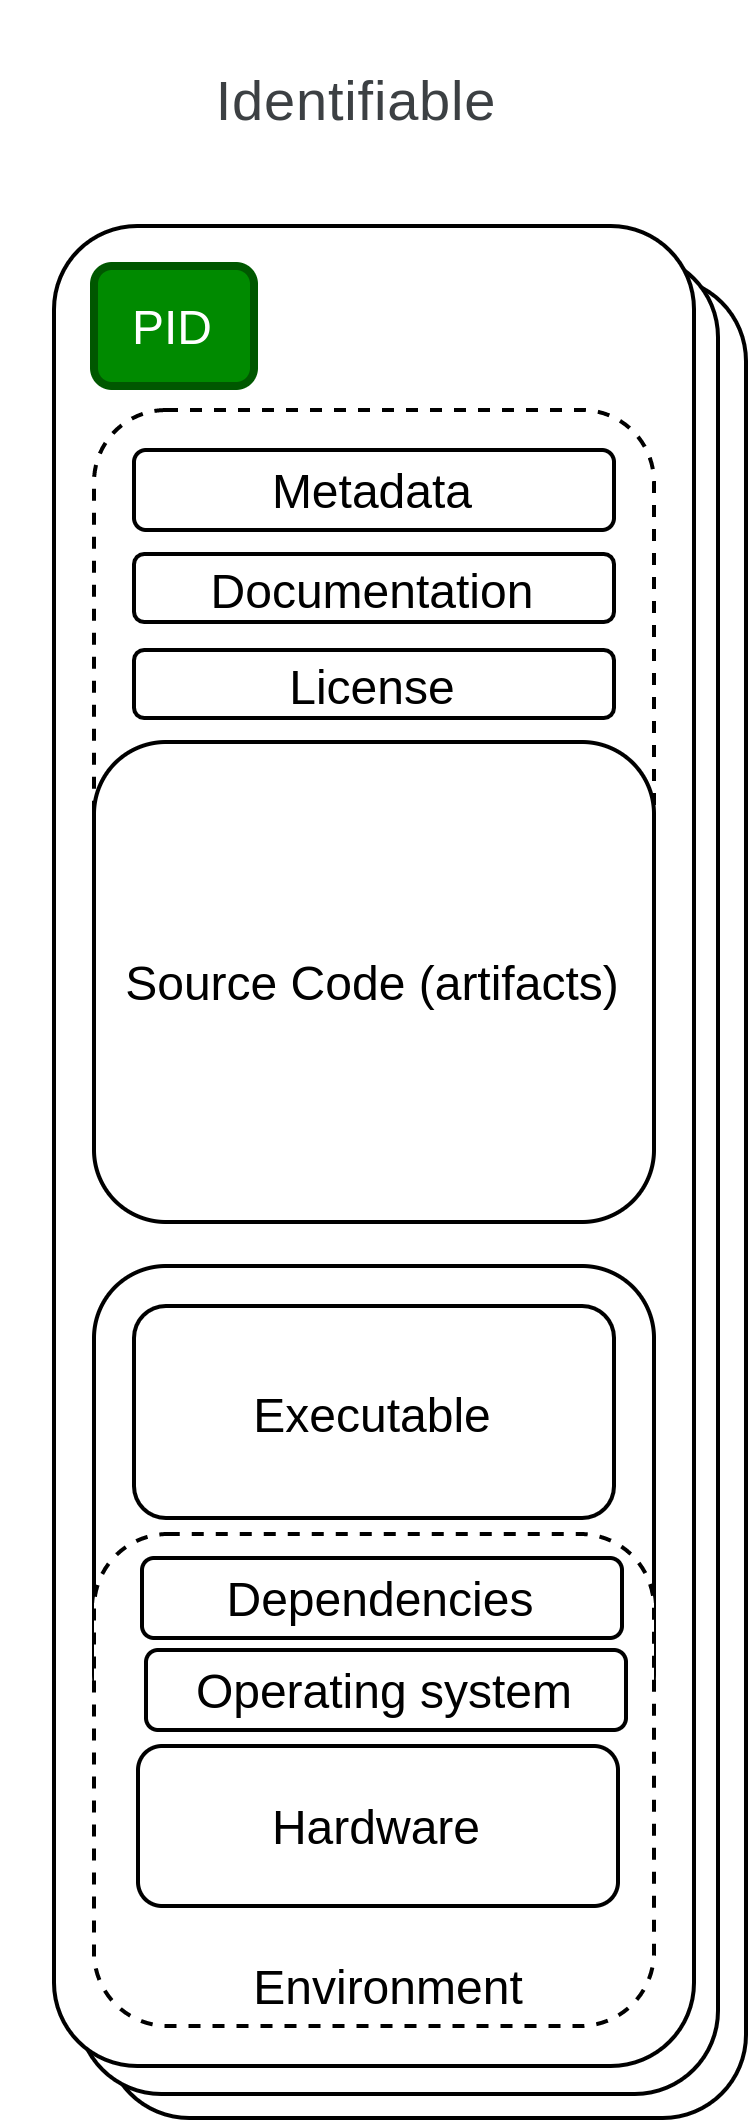 Identifiable
PID
Metadata
Documentation
License
Source Code (artifacts)
Executable
Dependencies
Operating system
Hardware
Environment